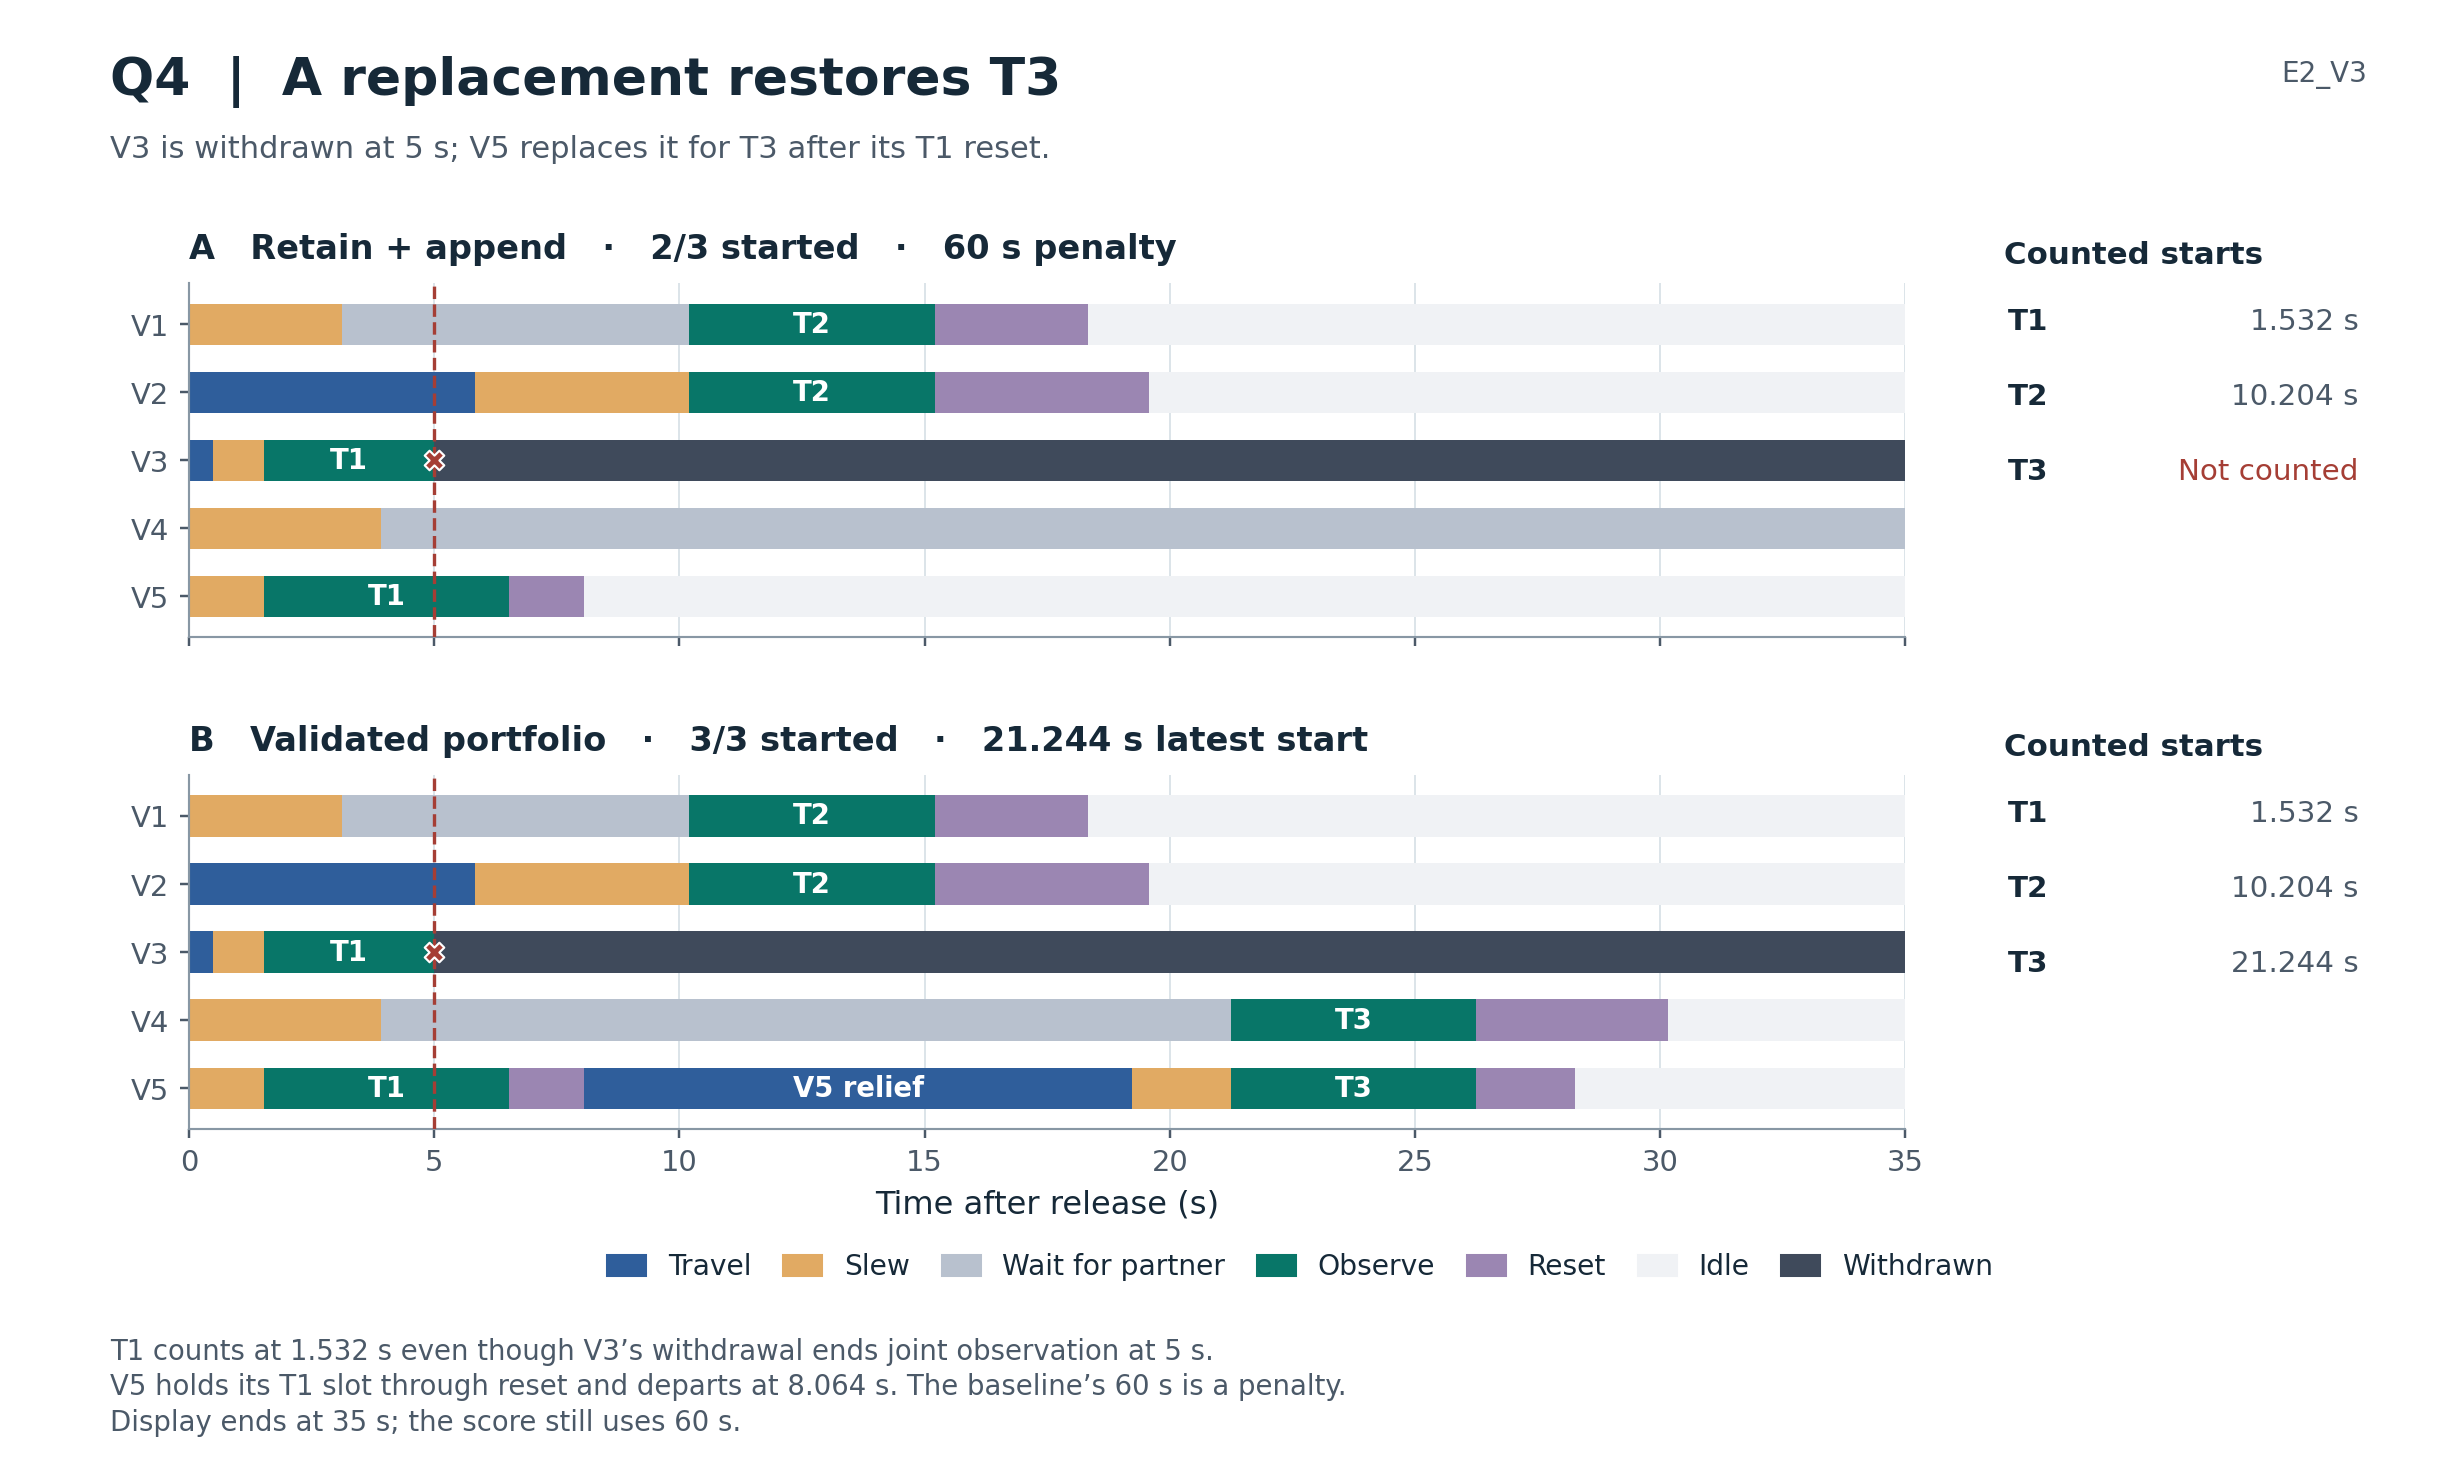 Q4 | A replacement restores T3
E2_V3
V3 is withdrawn at 5 s; V5 replaces it for T3 after its T1 reset.
A Retain + append · 2/3 started · 60 s penalty
Counted starts
V1
T2
T1 1.532 s
V2
T2
T2 10.204 s
V3
T1
T3 Not counted
V4
V5
T1
B Validated portfolio · 3/3 started · 21.244 s latest start
Counted starts
V1
T2
T1 1.532 s
V2
T2
T2 10.204 s
V3
T1
T3 21.244 s
V4
T3
V5
T1 V5 relief T3
0 5 10 15 20 25 30 35
Time after release (s)
Travel Slew Wait for partner Observe Reset Idle Withdrawn
T1 counts at 1.532 s even though V3’s withdrawal ends joint observation at 5 s.
V5 holds its T1 slot through reset and departs at 8.064 s. The baseline’s 60 s is a penalty.
Display ends at 35 s; the score still uses 60 s.